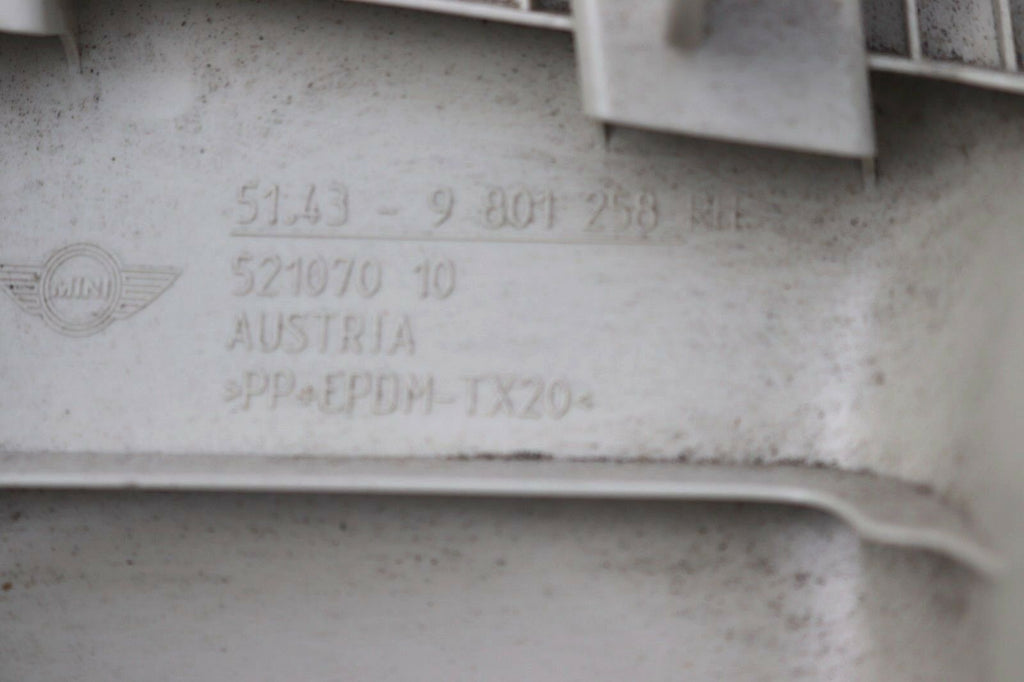 MINI
51.43 - 9 801 258
521070 10
AUSTRIA
>PP+EPDM-TX20<